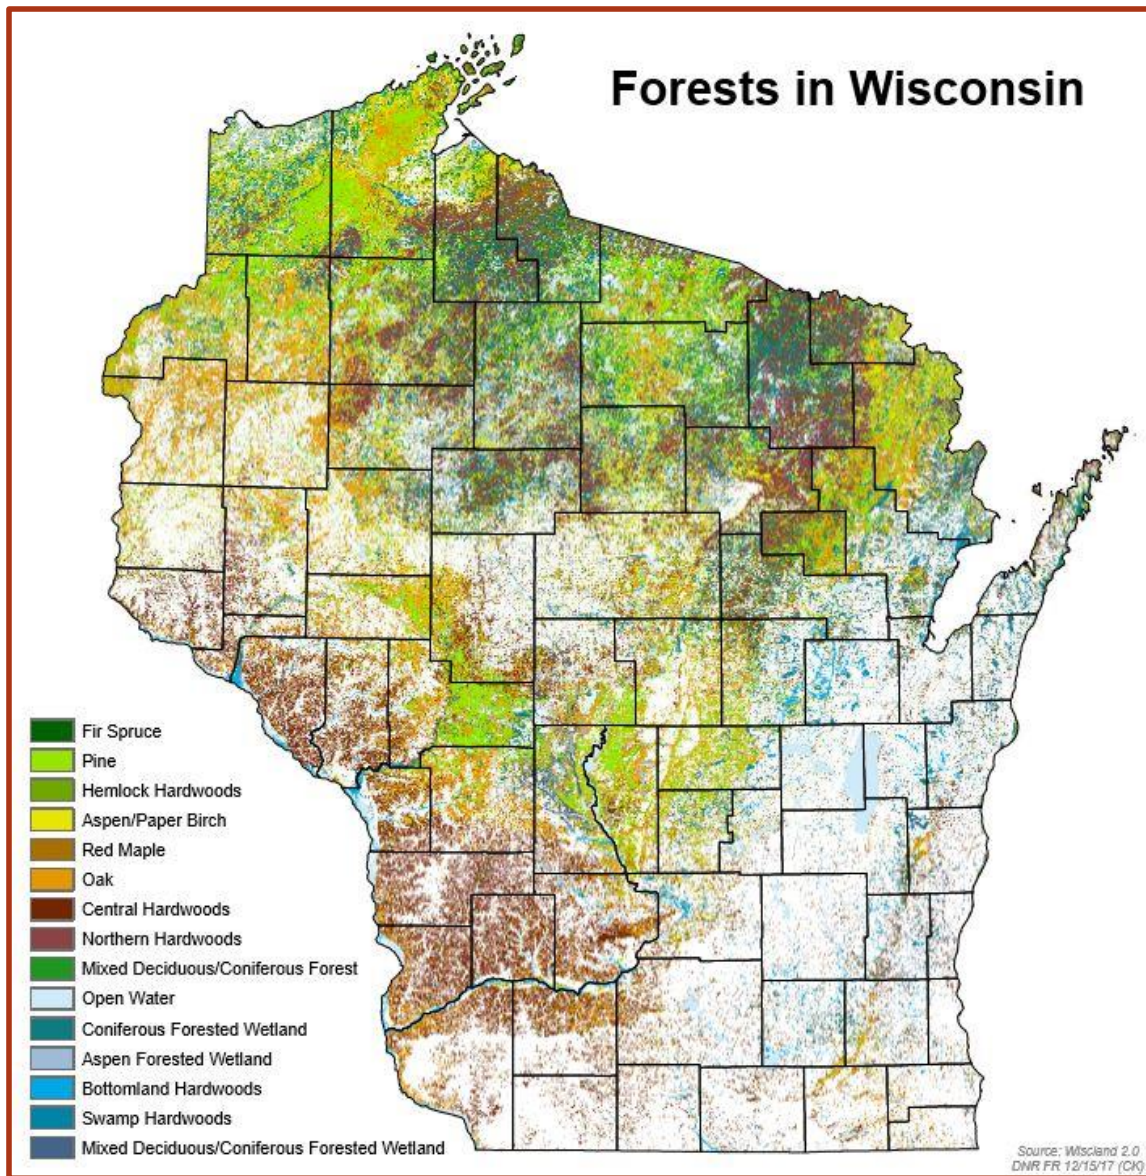 Forests in Wisconsin
Fir Spruce
Pine
Hemlock Hardwoods
Aspen/Paper Birch
Red Maple
Oak
Central Hardwoods
Northern Hardwoods
Mixed Deciduous/Coniferous Forest
Open Water
Coniferous Forested Wetland
Aspen Forested Wetland
Bottomland Hardwoods
Swamp Hardwoods
Mixed Deciduous/Coniferous Forested Wetland
Source: Wiscland 2.0
DNR FR 12/15/17 (CK)